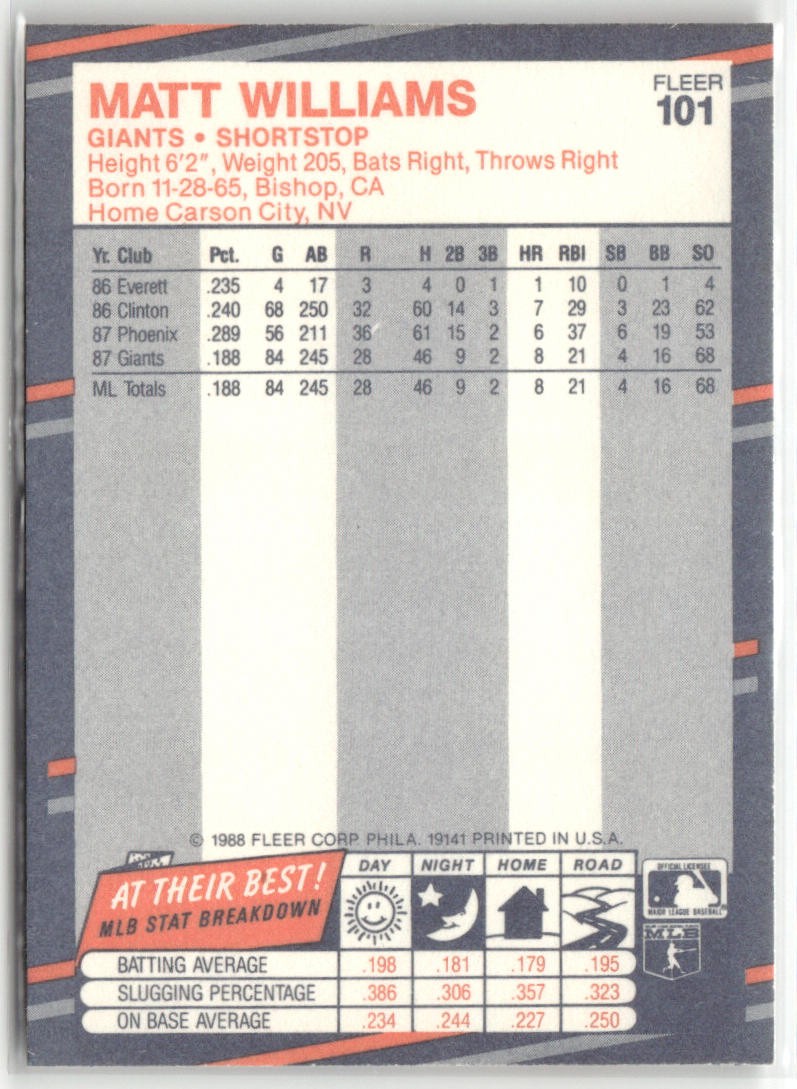 MATT WILLIAMS
FLEER
101
GIANTS • SHORTSTOP
Height 6'2", Weight 205, Bats Right, Throws Right
Born 11-28-65, Bishop, CA
Home Carson City, NV
Yr. Club Pct. G AB R H 2B 3B HR RBI SB BB SO
86 Everett .235 4 17 3 4 0 1 1 10 0 1 4
86 Clinton .240 68 250 32 60 14 3 7 29 3 23 62
87 Phoenix .289 56 211 36 61 15 2 6 37 6 19 53
87 Giants .188 84 245 28 46 9 2 8 21 4 16 68
ML Totals .188 84 245 28 46 9 2 8 21 4 16 68
© 1988 FLEER CORP. PHILA. 19141 PRINTED IN U.S.A.
AT THEIR BEST!
MLB STAT BREAKDOWN
DAY NIGHT HOME ROAD
BATTING AVERAGE .198 .181 .179 .195
SLUGGING PERCENTAGE .386 .306 .357 .323
ON BASE AVERAGE .234 .244 .227 .250
OFFICIAL LICENSEE
MAJOR LEAGUE BASEBALL
MLB